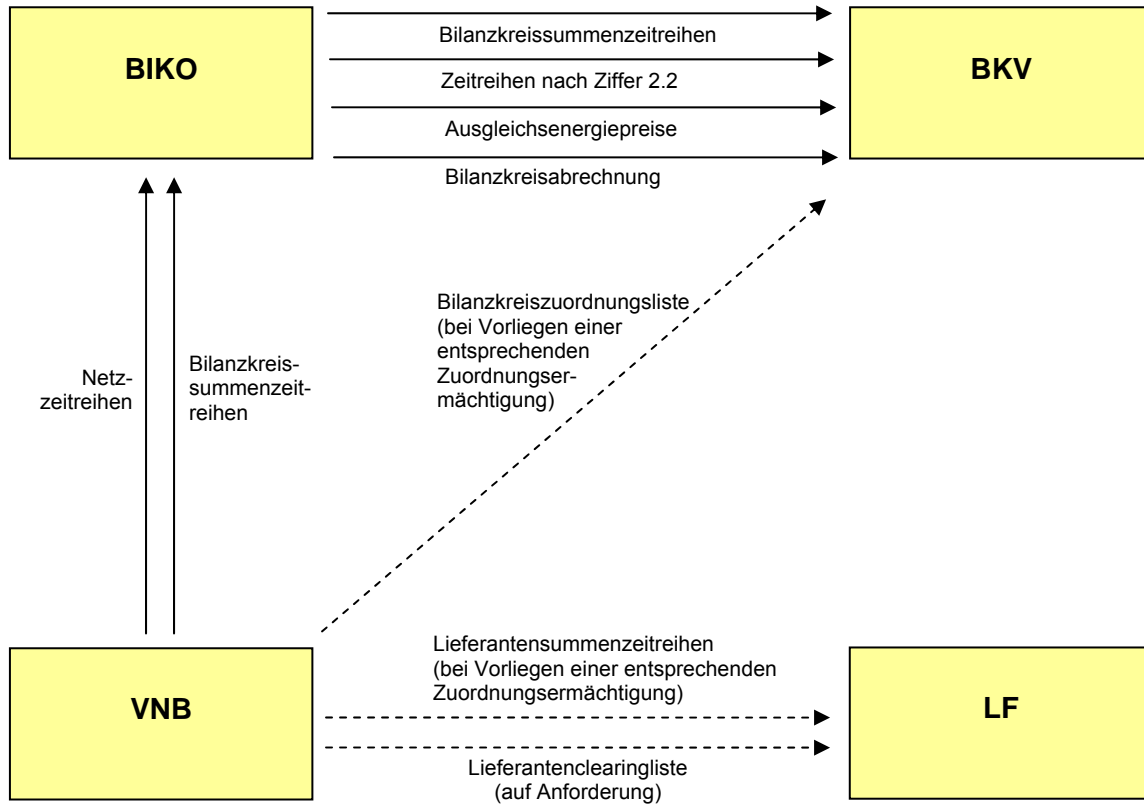 BIKO
Bilanzkreissummenzeitreihen
Zeitreihen nach Ziffer 2.2
Ausgleichsenergiepreise
Bilanzkreisabrechnung
BKV
Netz-
zeitreihen
Bilanzkreis-
summenzeit-
reihen
Bilanzkreiszuordnungsliste
(bei Vorliegen einer
entsprechenden
Zuordnungser-
mächtigung)
VNB
Lieferantensummenzeitreihen
(bei Vorliegen einer entsprechenden
Zuordnungsermächtigung)
Lieferantenclearingliste
(auf Anforderung)
LF